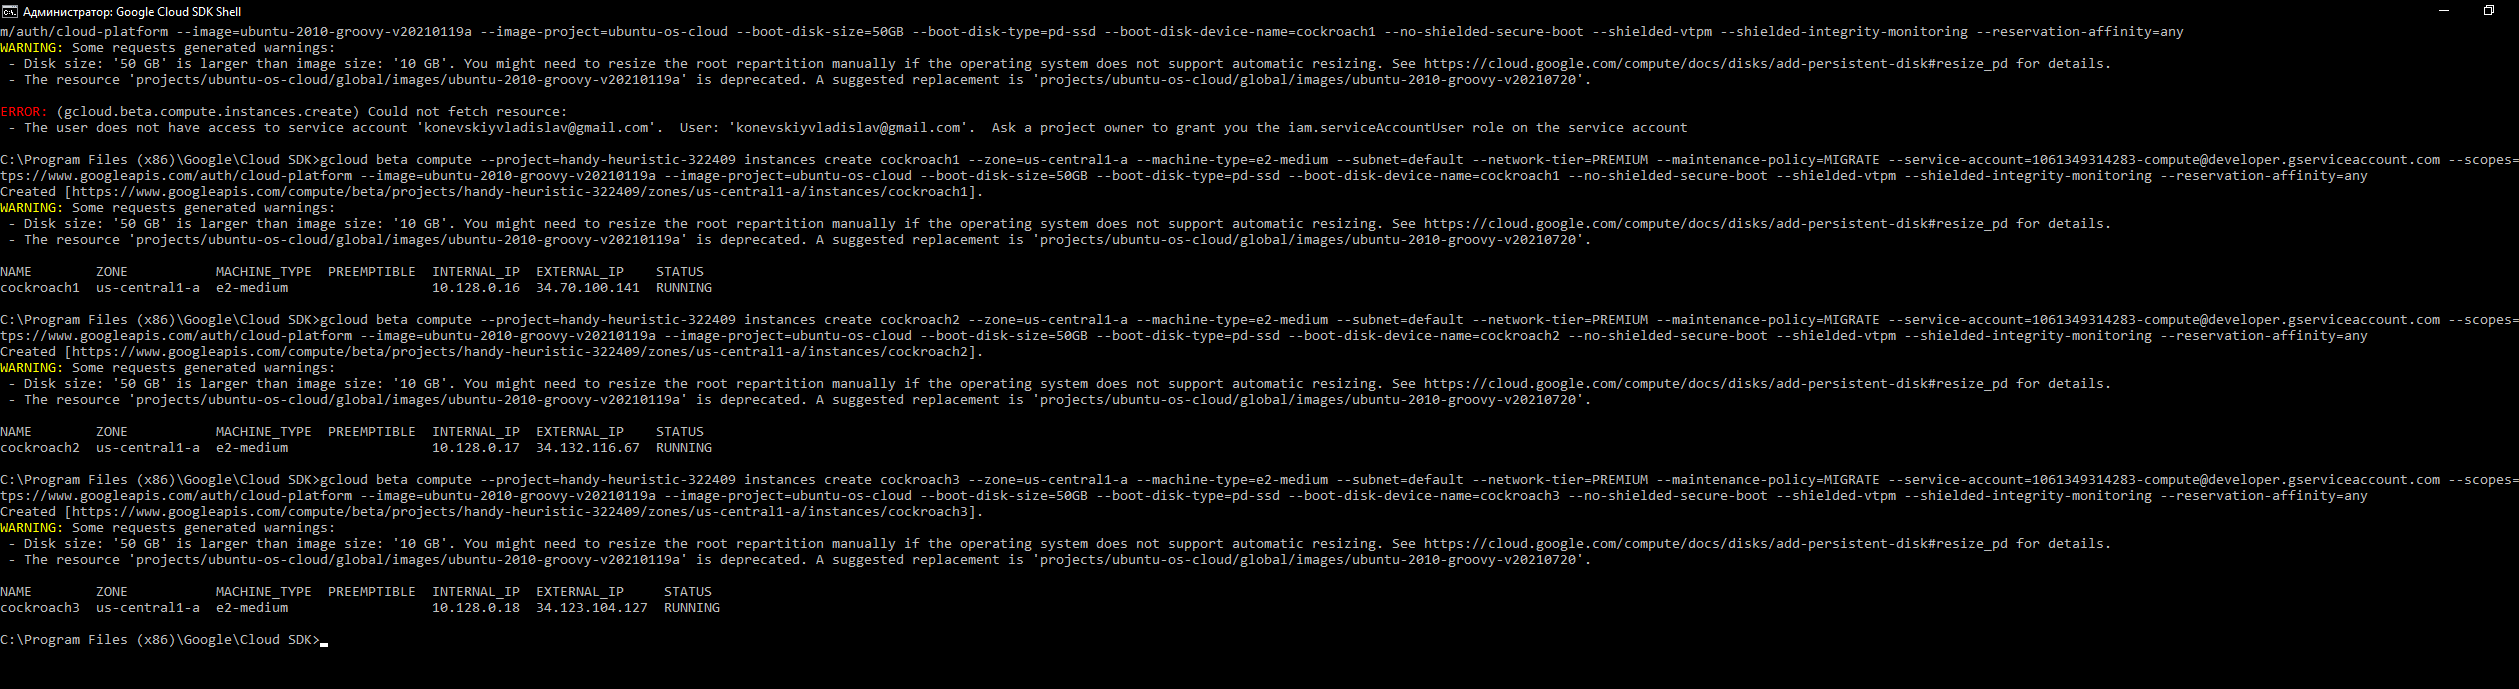 Администратор: Google Cloud SDK Shell
m/auth/cloud-platform --image=ubuntu-2010-groovy-v20210119a --image-project=ubuntu-os-cloud --boot-disk-size=50GB --boot-disk-type=pd-ssd --boot-disk-device-name=cockroach1 --no-shielded-secure-boot --shielded-vtpm --shielded-integrity-monitoring --reservation-affinity=any
WARNING: Some requests generated warnings:
 - Disk size: '50 GB' is larger than image size: '10 GB'. You might need to resize the root repartition manually if the operating system does not support automatic resizing. See https://cloud.google.com/compute/docs/disks/add-persistent-disk#resize_pd for details.
 - The resource 'projects/ubuntu-os-cloud/global/images/ubuntu-2010-groovy-v20210119a' is deprecated. A suggested replacement is 'projects/ubuntu-os-cloud/global/images/ubuntu-2010-groovy-v20210720'.
ERROR: (gcloud.beta.compute.instances.create) Could not fetch resource:
 - The user does not have access to service account 'konevskiyvladislav@gmail.com'.  User: 'konevskiyvladislav@gmail.com'.  Ask a project owner to grant you the iam.serviceAccountUser role on the service account
C:\Program Files (x86)\Google\Cloud SDK>gcloud beta compute --project=handy-heuristic-322409 instances create cockroach1 --zone=us-central1-a --machine-type=e2-medium --subnet=default --network-tier=PREMIUM --maintenance-policy=MIGRATE --service-account=1061349314283-compute@developer.gserviceaccount.com --scopes=
tps://www.googleapis.com/auth/cloud-platform --image=ubuntu-2010-groovy-v20210119a --image-project=ubuntu-os-cloud --boot-disk-size=50GB --boot-disk-type=pd-ssd --boot-disk-device-name=cockroach1 --no-shielded-secure-boot --shielded-vtpm --shielded-integrity-monitoring --reservation-affinity=any
Created [https://www.googleapis.com/compute/beta/projects/handy-heuristic-322409/zones/us-central1-a/instances/cockroach1].
WARNING: Some requests generated warnings:
 - Disk size: '50 GB' is larger than image size: '10 GB'. You might need to resize the root repartition manually if the operating system does not support automatic resizing. See https://cloud.google.com/compute/docs/disks/add-persistent-disk#resize_pd for details.
 - The resource 'projects/ubuntu-os-cloud/global/images/ubuntu-2010-groovy-v20210119a' is deprecated. A suggested replacement is 'projects/ubuntu-os-cloud/global/images/ubuntu-2010-groovy-v20210720'.
NAME        ZONE           MACHINE_TYPE  PREEMPTIBLE  INTERNAL_IP  EXTERNAL_IP    STATUS
cockroach1  us-central1-a  e2-medium                  10.128.0.16  34.70.100.141  RUNNING
C:\Program Files (x86)\Google\Cloud SDK>gcloud beta compute --project=handy-heuristic-322409 instances create cockroach2 --zone=us-central1-a --machine-type=e2-medium --subnet=default --network-tier=PREMIUM --maintenance-policy=MIGRATE --service-account=1061349314283-compute@developer.gserviceaccount.com --scopes=
tps://www.googleapis.com/auth/cloud-platform --image=ubuntu-2010-groovy-v20210119a --image-project=ubuntu-os-cloud --boot-disk-size=50GB --boot-disk-type=pd-ssd --boot-disk-device-name=cockroach2 --no-shielded-secure-boot --shielded-vtpm --shielded-integrity-monitoring --reservation-affinity=any
Created [https://www.googleapis.com/compute/beta/projects/handy-heuristic-322409/zones/us-central1-a/instances/cockroach2].
WARNING: Some requests generated warnings:
 - Disk size: '50 GB' is larger than image size: '10 GB'. You might need to resize the root repartition manually if the operating system does not support automatic resizing. See https://cloud.google.com/compute/docs/disks/add-persistent-disk#resize_pd for details.
 - The resource 'projects/ubuntu-os-cloud/global/images/ubuntu-2010-groovy-v20210119a' is deprecated. A suggested replacement is 'projects/ubuntu-os-cloud/global/images/ubuntu-2010-groovy-v20210720'.
NAME        ZONE           MACHINE_TYPE  PREEMPTIBLE  INTERNAL_IP  EXTERNAL_IP    STATUS
cockroach2  us-central1-a  e2-medium                  10.128.0.17  34.132.116.67  RUNNING
C:\Program Files (x86)\Google\Cloud SDK>gcloud beta compute --project=handy-heuristic-322409 instances create cockroach3 --zone=us-central1-a --machine-type=e2-medium --subnet=default --network-tier=PREMIUM --maintenance-policy=MIGRATE --service-account=1061349314283-compute@developer.gserviceaccount.com --scopes=
tps://www.googleapis.com/auth/cloud-platform --image=ubuntu-2010-groovy-v20210119a --image-project=ubuntu-os-cloud --boot-disk-size=50GB --boot-disk-type=pd-ssd --boot-disk-device-name=cockroach3 --no-shielded-secure-boot --shielded-vtpm --shielded-integrity-monitoring --reservation-affinity=any
Created [https://www.googleapis.com/compute/beta/projects/handy-heuristic-322409/zones/us-central1-a/instances/cockroach3].
WARNING: Some requests generated warnings:
 - Disk size: '50 GB' is larger than image size: '10 GB'. You might need to resize the root repartition manually if the operating system does not support automatic resizing. See https://cloud.google.com/compute/docs/disks/add-persistent-disk#resize_pd for details.
 - The resource 'projects/ubuntu-os-cloud/global/images/ubuntu-2010-groovy-v20210119a' is deprecated. A suggested replacement is 'projects/ubuntu-os-cloud/global/images/ubuntu-2010-groovy-v20210720'.
NAME        ZONE           MACHINE_TYPE  PREEMPTIBLE  INTERNAL_IP  EXTERNAL_IP     STATUS
cockroach3  us-central1-a  e2-medium                  10.128.0.18  34.123.104.127  RUNNING
C:\Program Files (x86)\Google\Cloud SDK>